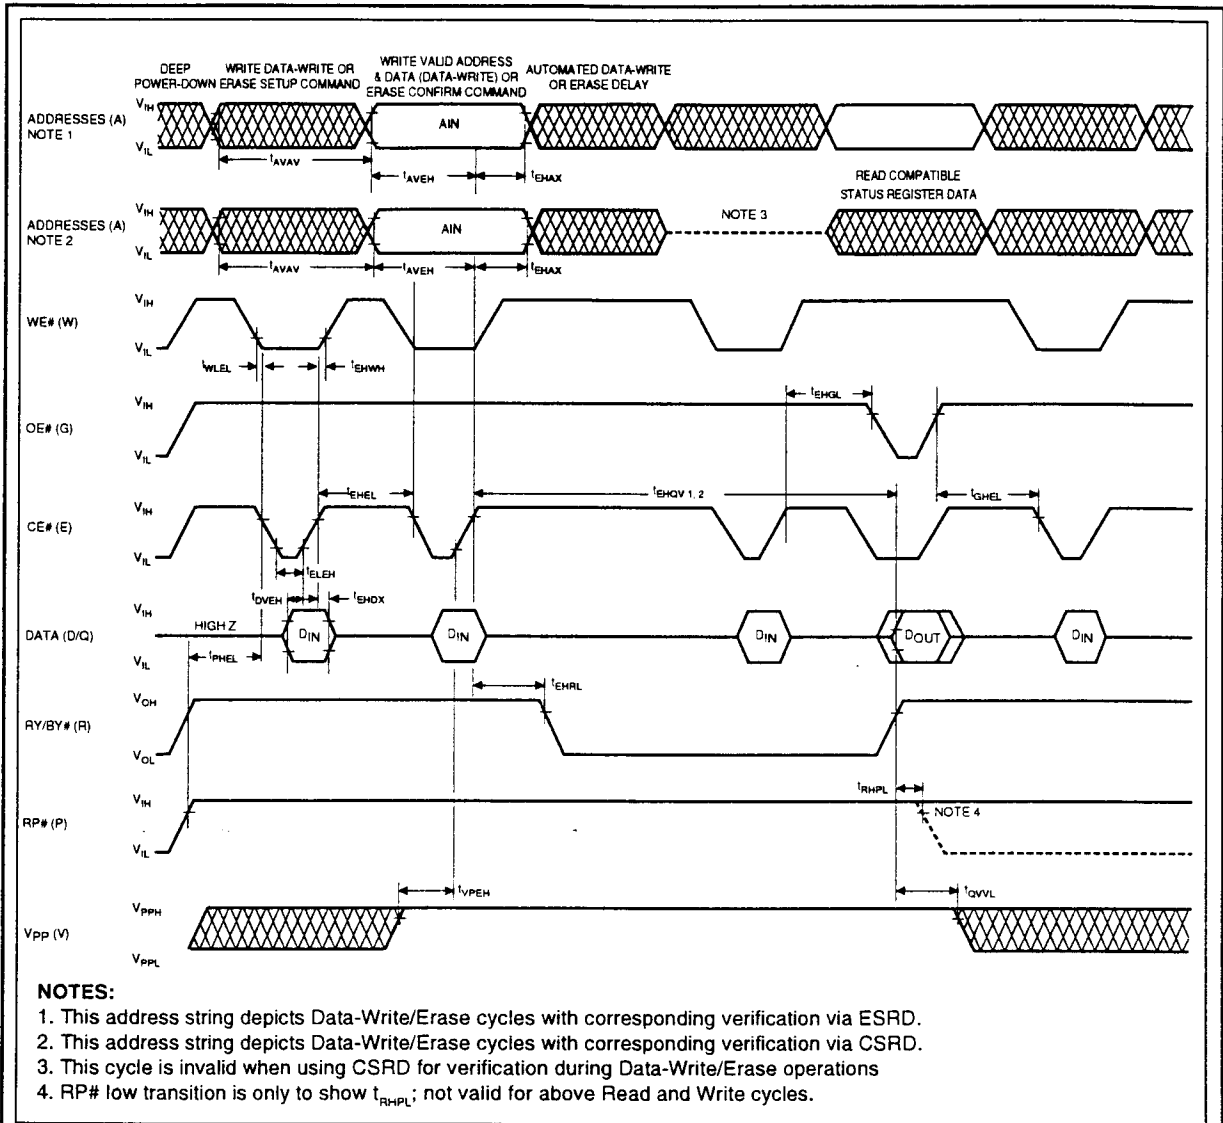 DEEP POWER-DOWN
WRITE DATA-WRITE OR ERASE SETUP COMMAND
WRITE VALID ADDRESS & DATA (DATA-WRITE) OR ERASE CONFIRM COMMAND
AUTOMATED DATA-WRITE OR ERASE DELAY
ADDRESSES (A) NOTE 1
VIH
VIL
AIN
tAVAV
tAVEH
tEHAX
READ COMPATIBLE STATUS REGISTER DATA
ADDRESSES (A) NOTE 2
VIH
VIL
AIN
NOTE 3
tAVAV
tAVEH
tEHAX
WE# (W)
VIH
VIL
tWLEL
tEHWH
OE# (G)
VIH
VIL
tEHGL
CE# (E)
VIH
VIL
tEHEL
tEHQV 1, 2
tGHEL
tELEH
tDVEH
tEHDX
DATA (D/Q)
VIH
VIL
HIGH Z
DIN
DIN
DIN
DOUT
DIN
tPHEL
tEHRL
RY/BY# (R)
VOH
VOL
tRHPL
RP# (P)
VIH
VIL
NOTE 4
tVPEH
tQVVL
VPP (V)
VPPH
VPPL
NOTES:
1. This address string depicts Data-Write/Erase cycles with corresponding verification via ESRD.
2. This address string depicts Data-Write/Erase cycles with corresponding verification via CSRD.
3. This cycle is invalid when using CSRD for verification during Data-Write/Erase operations
4. RP# low transition is only to show tRHPL; not valid for above Read and Write cycles.